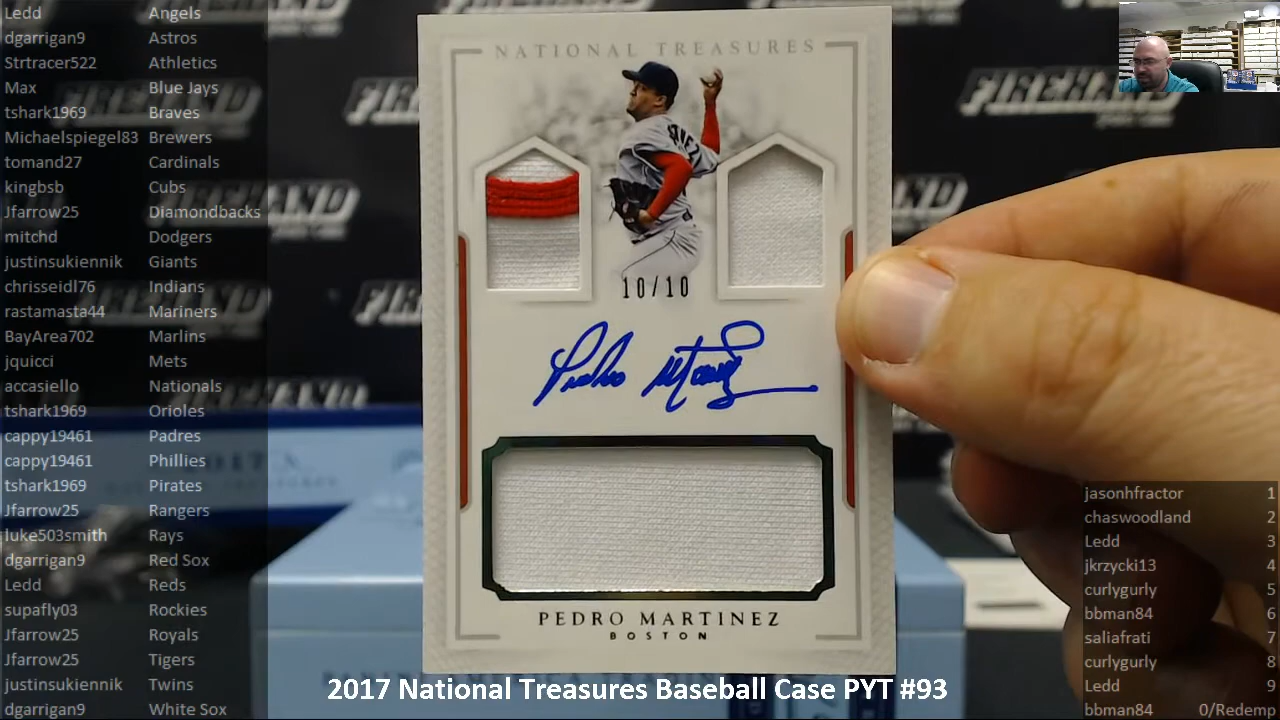 Ledd Angels
dgarrigan9 Astros
Strtracer522 Athletics
Max Blue Jays
tshark1969 Braves
Michaelspiegel83 Brewers
tomand27 Cardinals
kingbsb Cubs
Jfarrow25 Diamondbacks
mitchd Dodgers
justinsukiennik Giants
chrisseidl76 Indians
rastamasta44 Mariners
BayArea702 Marlins
jquicci Mets
accasiello Nationals
tshark1969 Orioles
cappy19461 Padres
cappy19461 Phillies
tshark1969 Pirates
Jfarrow25 Rangers
luke503smith Rays
dgarrigan9 Red Sox
Ledd Reds
supafly03 Rockies
Jfarrow25 Royals
Jfarrow25 Tigers
justinsukiennik Twins
dgarrigan9 White Sox
NATIONAL TREASURES
10/10
Pedro Martinez
PEDRO MARTINEZ
BOSTON
FIREHAND
FIREHAND
FIREHAND
jasonhfractor 1
chaswoodland 2
Ledd 3
jkrzycki13 4
curlygurly 5
bbman84 6
saliafrati 7
curlygurly 8
Ledd 9
bbman84 0/Redemp
2017 National Treasures Baseball Case PYT #93